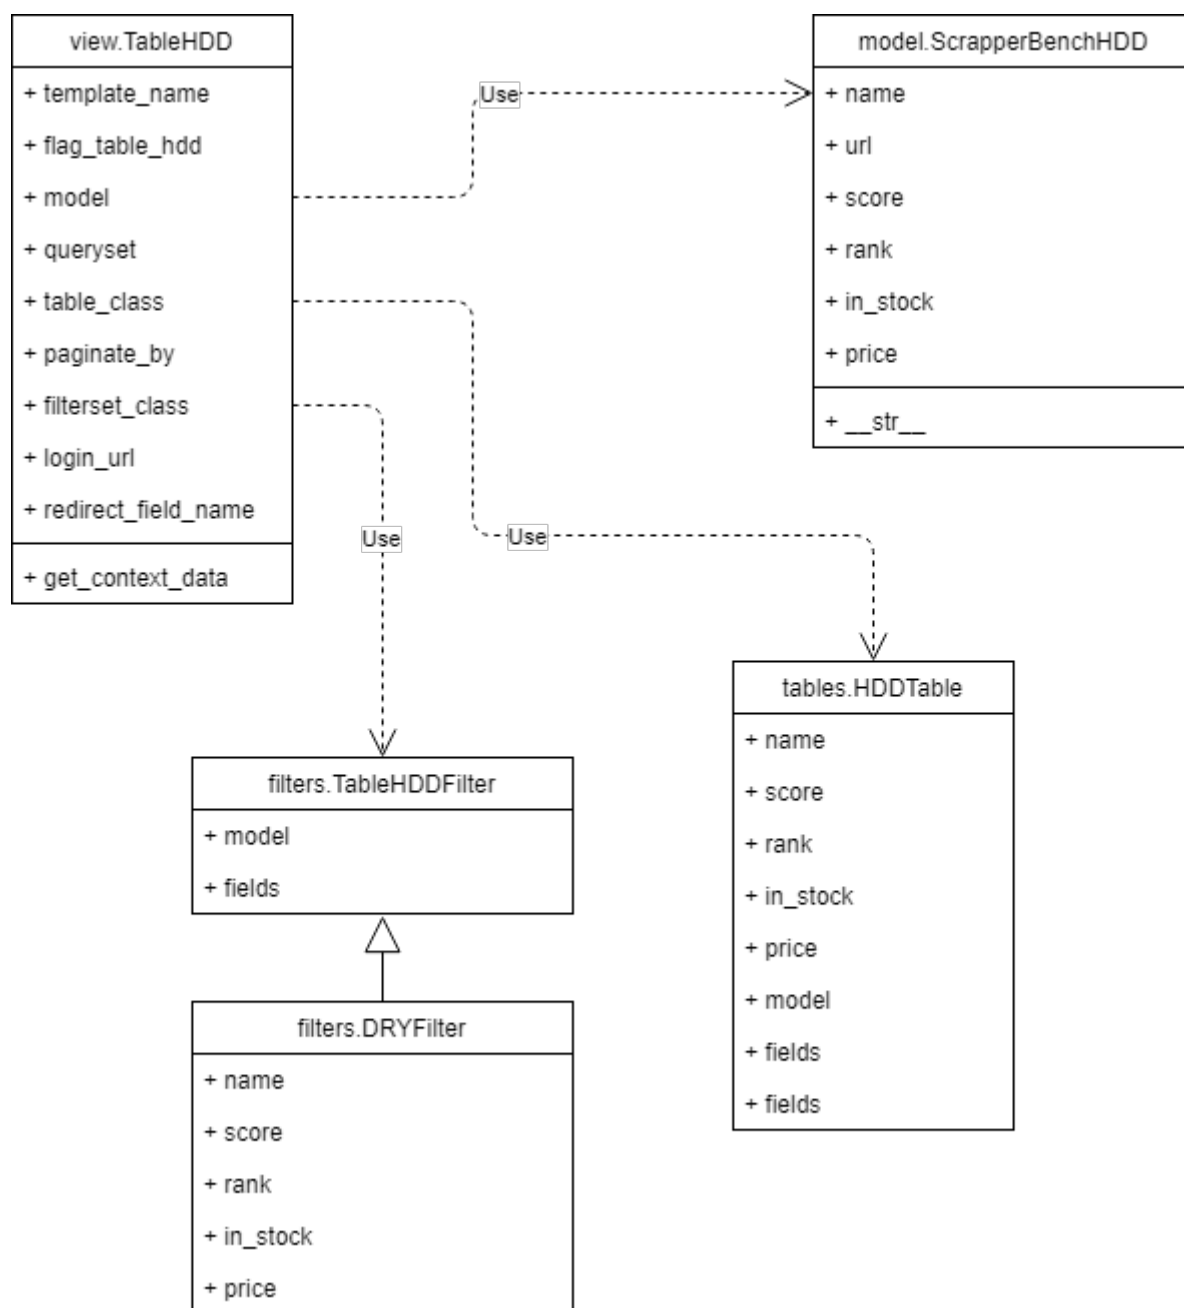 view.TableHDD
+ template_name
+ flag_table_hdd
+ model
+ queryset
+ table_class
+ paginate_by
+ filterset_class
+ login_url
+ redirect_field_name
+ get_context_data
Use
model.ScrapperBenchHDD
+ name
+ url
+ score
+ rank
+ in_stock
+ price
+ __str__
Use
Use
tables.HDDTable
+ name
+ score
+ rank
+ in_stock
+ price
+ model
+ fields
+ fields
filters.TableHDDFilter
+ model
+ fields
filters.DRYFilter
+ name
+ score
+ rank
+ in_stock
+ price